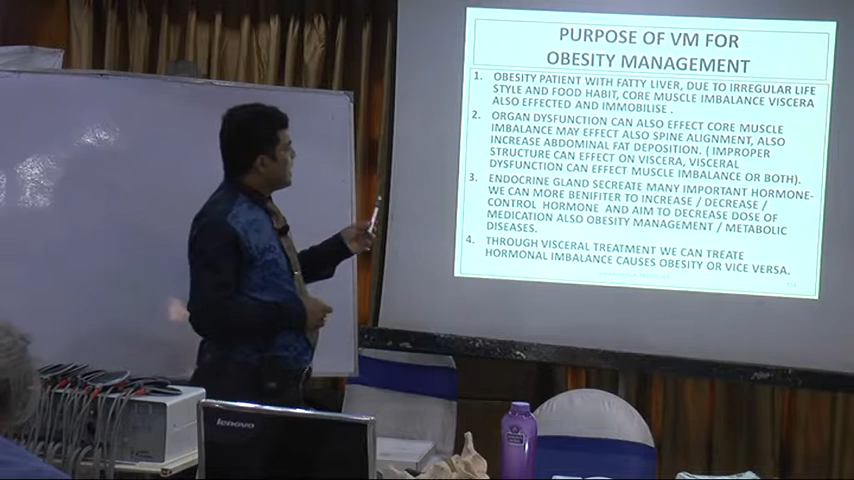 PURPOSE OF VM FOR
OBESITY MANAGEMENT
1. OBESITY PATIENT WITH FATTY LIVER, DUE TO IRREGULAR LIFE
STYLE AND FOOD HABIT, CORE MUSCLE IMBALANCE VISCERA
ALSO EFFECTED AND IMMOBILISE .
2. ORGAN DYSFUNCTION CAN ALSO EFFECT CORE MUSCLE
IMBALANCE MAY EFFECT ALSO SPINE ALIGNMENT, ALSO
INCREASE ABDOMINAL FAT DEPOSITION. ( IMPROPER
STRUCTURE CAN EFFECT ON VISCERA, VISCERAL
DYSFUNCTION CAN EFFECT MUSCLE IMBALANCE OR BOTH).
3. ENDOCRINE GLAND SECREATE MANY IMPORTANT HORMONE-
WE CAN MORE BENIFITER TO INCREASE / DECREASE /
CONTROL HORMONE AND AIM TO DECREASE DOSE OF
MEDICATION ALSO OBESITY MANAGEMENT / METABOLIC
DISEASES.
4. THROUGH VISCERAL TREATMENT WE CAN TREATE
HORMONAL IMBALANCE CAUSES OBESITY OR VICE VERSA.
lenovo